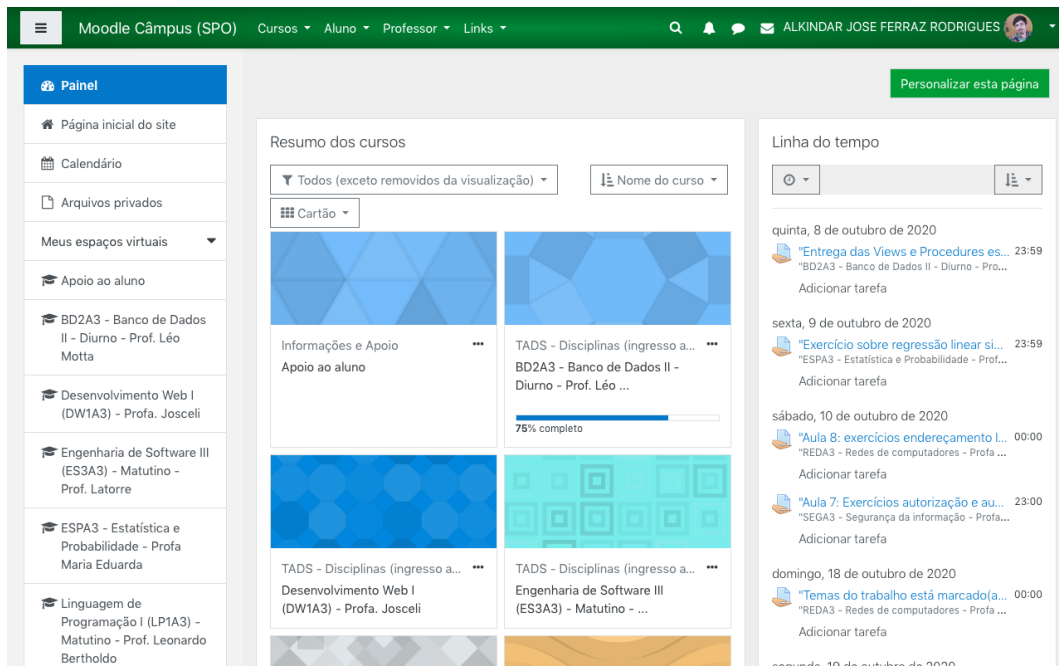 Moodle Câmpus (SPO)
Cursos
Aluno
Professor
Links
ALKINDAR JOSE FERRAZ RODRIGUES
Painel
Página inicial do site
Calendário
Arquivos privados
Meus espaços virtuais
Apoio ao aluno
BD2A3 - Banco de Dados
II - Diurno - Prof. Léo
Motta
Desenvolvimento Web I
(DW1A3) - Profa. Josceli
Engenharia de Software III
(ES3A3) - Matutino -
Prof. Latorre
ESPA3 - Estatística e
Probabilidade - Profa
Maria Eduarda
Linguagem de
Programação I (LP1A3) -
Matutino - Prof. Leonardo
Bertholdo
Personalizar esta página
Resumo dos cursos
Todos (exceto removidos da visualização)
Nome do curso
Cartão
Informações e Apoio
Apoio ao aluno
TADS - Disciplinas (ingresso a...
BD2A3 - Banco de Dados II -
Diurno - Prof. Léo ...
75% completo
TADS - Disciplinas (ingresso a...
Desenvolvimento Web I
(DW1A3) - Profa. Josceli
TADS - Disciplinas (ingresso a...
Engenharia de Software III
(ES3A3) - Matutino - ...
Linha do tempo
quinta, 8 de outubro de 2020
"Entrega das Views e Procedures es... 23:59
"BD2A3 - Banco de Dados II - Diurno - Pro...
Adicionar tarefa
sexta, 9 de outubro de 2020
"Exercício sobre regressão linear si... 23:59
"ESPA3 - Estatística e Probabilidade - Prof...
Adicionar tarefa
sábado, 10 de outubro de 2020
"Aula 8: exercícios endereçamento I... 00:00
"REDA3 - Redes de computadores - Profa ...
Adicionar tarefa
"Aula 7: Exercícios autorização e au... 23:00
"SEGA3 - Segurança da informação - Profa...
Adicionar tarefa
domingo, 18 de outubro de 2020
"Temas do trabalho está marcado(a... 00:00
"REDA3 - Redes de computadores - Profa ...
Adicionar tarefa
segunda, 19 de outubro de 2020